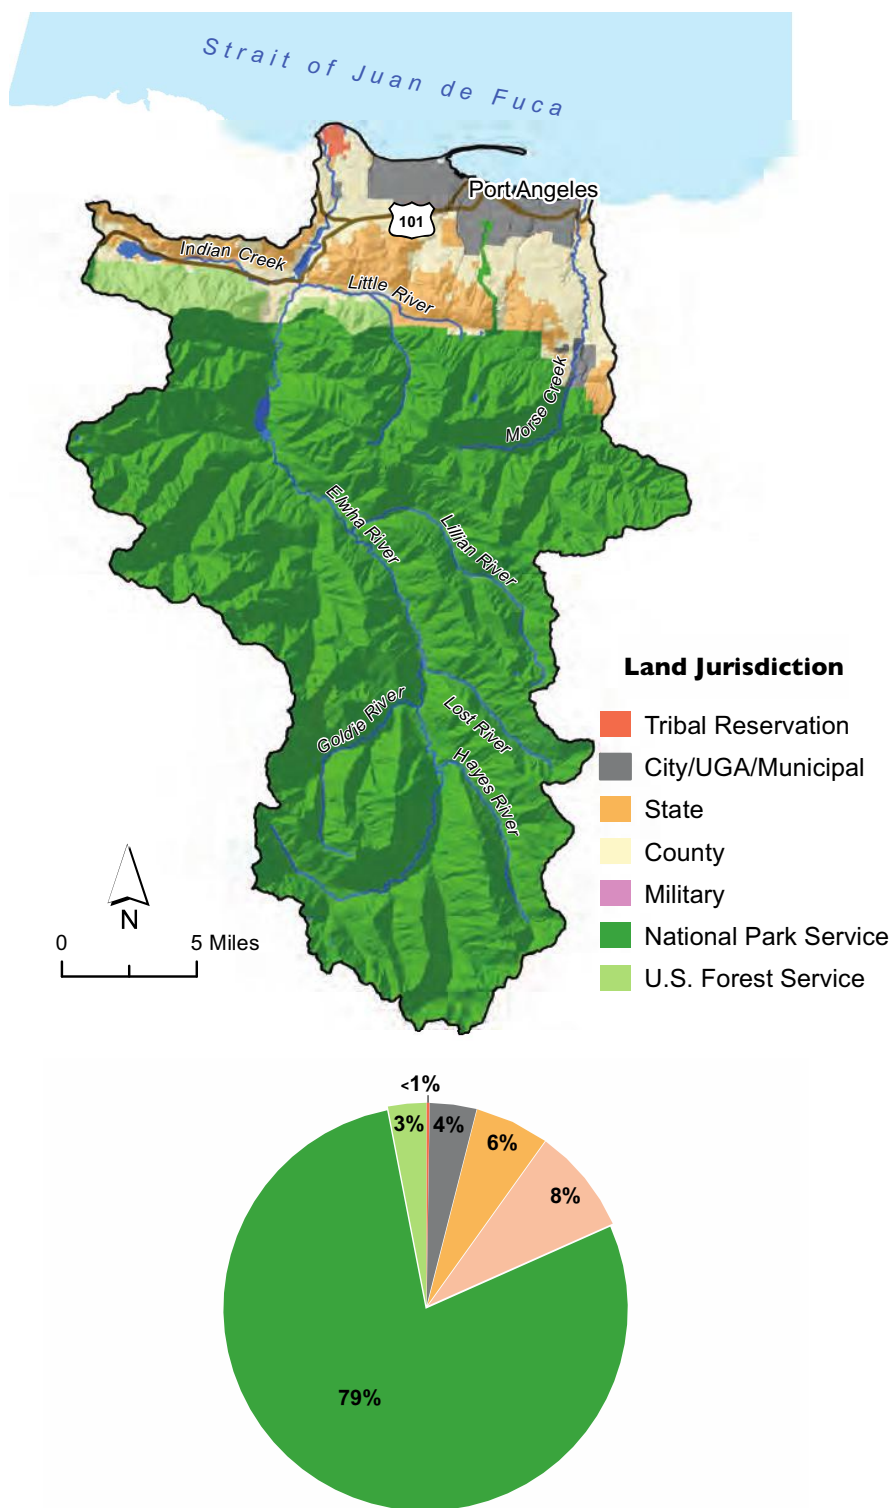 Strait of Juan de Fuca
Port Angeles
101
Indian Creek
Little River
Morse Creek
Elwha River
Lillian River
Goldie River
Lost River
Hayes River
Land Jurisdiction
Tribal Reservation
City/UGA/Municipal
State
County
Military
National Park Service
U.S. Forest Service
N
0 5 Miles
<1%
3%
4%
6%
8%
79%